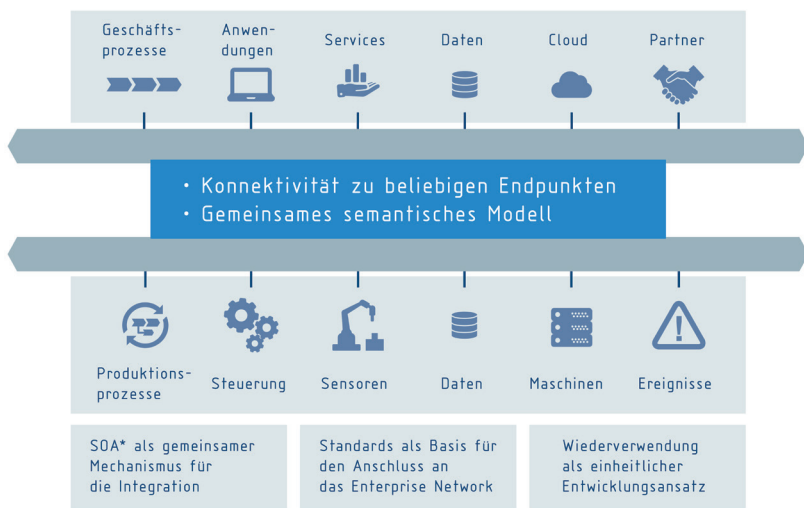 Geschäfts-
prozesse
Anwen-
dungen
Services
Daten
Cloud
Partner
• Konnektivität zu beliebigen Endpunkten
• Gemeinsames semantisches Modell
Produktions-
prozesse
Steuerung
Sensoren
Daten
Maschinen
Ereignisse
SOA* als gemeinsamer
Mechanismus für
die Integration
Standards als Basis für
den Anschluss an
das Enterprise Network
Wiederverwendung
als einheitlicher
Entwicklungsansatz